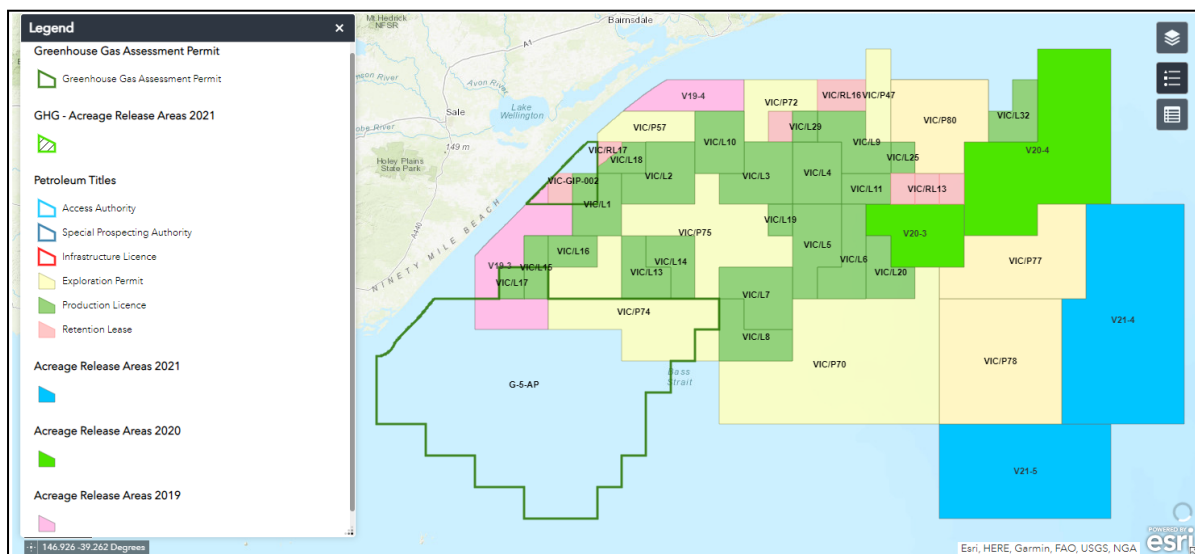 Legend
×
Greenhouse Gas Assessment Permit
Greenhouse Gas Assessment Permit
GHG - Acreage Release Areas 2021
Petroleum Titles
Access Authority
Special Prospecting Authority
Infrastructure Licence
Exploration Permit
Production Licence
Retention Lease
Acreage Release Areas 2021
Acreage Release Areas 2020
Acreage Release Areas 2019
146.926 -39.262 Degrees
Mt Hedrick
NFSR
Bairnsdale
A1
Avon River
Sale
Lake
Wellington
149 m
Holey Plains
State Park
A440
NINETY MILE BEACH
V19-4
VIC/P72
VIC/RL16
VIC/P47
VIC/P80
VIC/L32
VIC/P57
VIC/L10
VIC/L29
VIC/L9
V20-4
VIC/RL17
VIC/L18
VIC/L25
VIC-GIP-002
VIC/L2
VIC/L3
VIC/L4
VIC/L11
VIC/RL13
VIC/L1
VIC/L19
VIC/P75
V20-3
VIC/L16
VIC/L5
VIC/L6
VIC/P77
V19-3
VIC/L15
VIC/L17
VIC/L13
VIC/L14
VIC/L20
VIC/L7
VIC/P74
VIC/L8
V21-4
G-5-AP
Bass
Strait
VIC/P70
VIC/P78
V21-5
POWERED BY
esri
Esri, HERE, Garmin, FAO, USGS, NGA